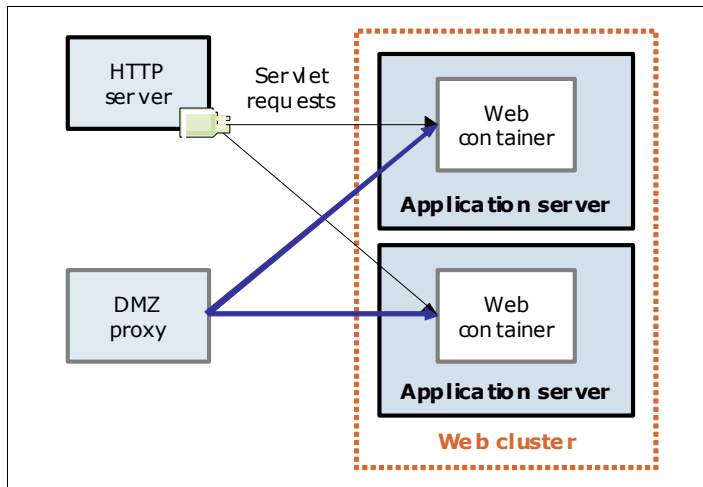 HTTP
server
Servlet
requests
Web
container
Application server
DMZ
proxy
Web
container
Application server
Web cluster